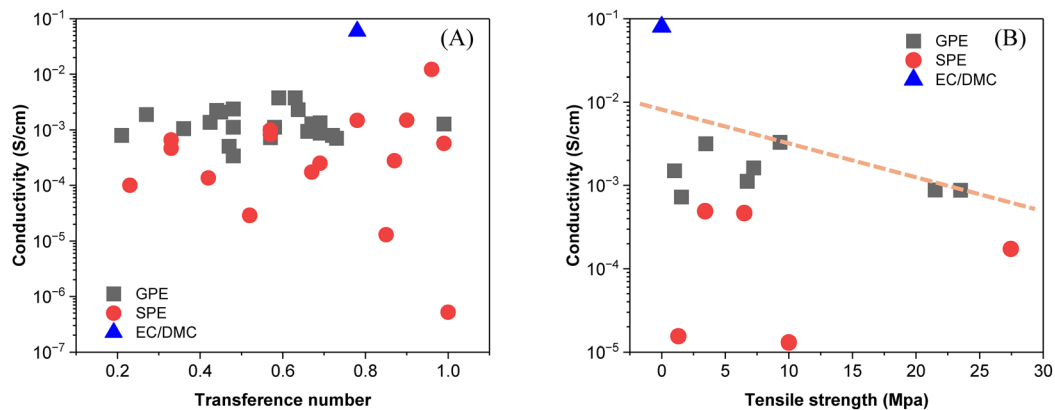 10⁻¹
10⁻²
10⁻³
10⁻⁴
10⁻⁵
10⁻⁶
10⁻⁷
Conductivity (S/cm)
(A)
GPE
SPE
EC/DMC
0.2 0.4 0.6 0.8 1.0
Transference number
10⁻¹
10⁻²
10⁻³
10⁻⁴
10⁻⁵
Conductivity (S/cm)
GPE
SPE
EC/DMC
(B)
0 5 10 15 20 25 30
Tensile strength (Mpa)